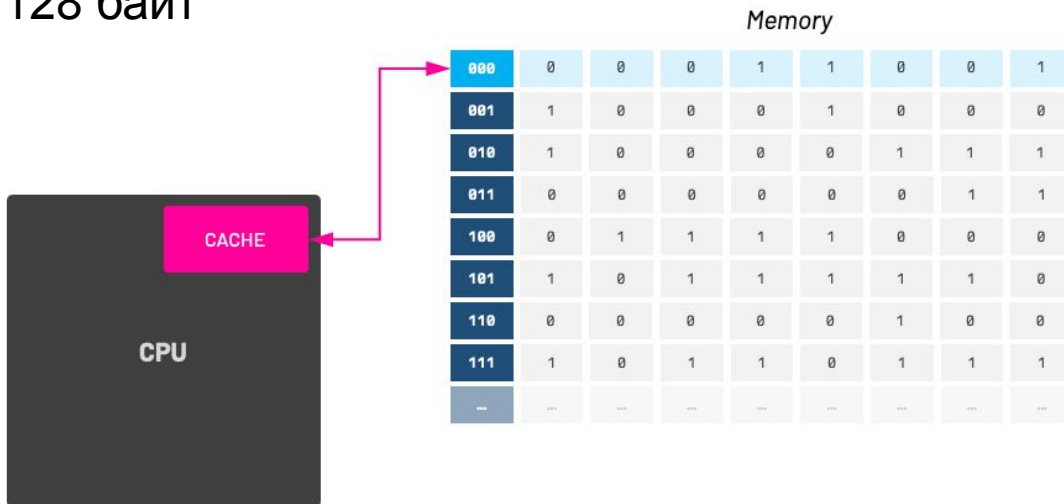 128 байт
Memory
000 0 0 0 1 1 0 0 1
001 1 0 0 0 1 0 0 0
010 1 0 0 0 0 1 1 1
011 0 0 0 0 0 0 1 1
CACHE
100 0 1 1 1 1 0 0 0
101 1 0 1 1 1 1 1 0
110 0 0 0 0 0 1 0 0
CPU
111 1 0 1 1 0 1 1 1
... ... ... ... ... ... ... ... ...